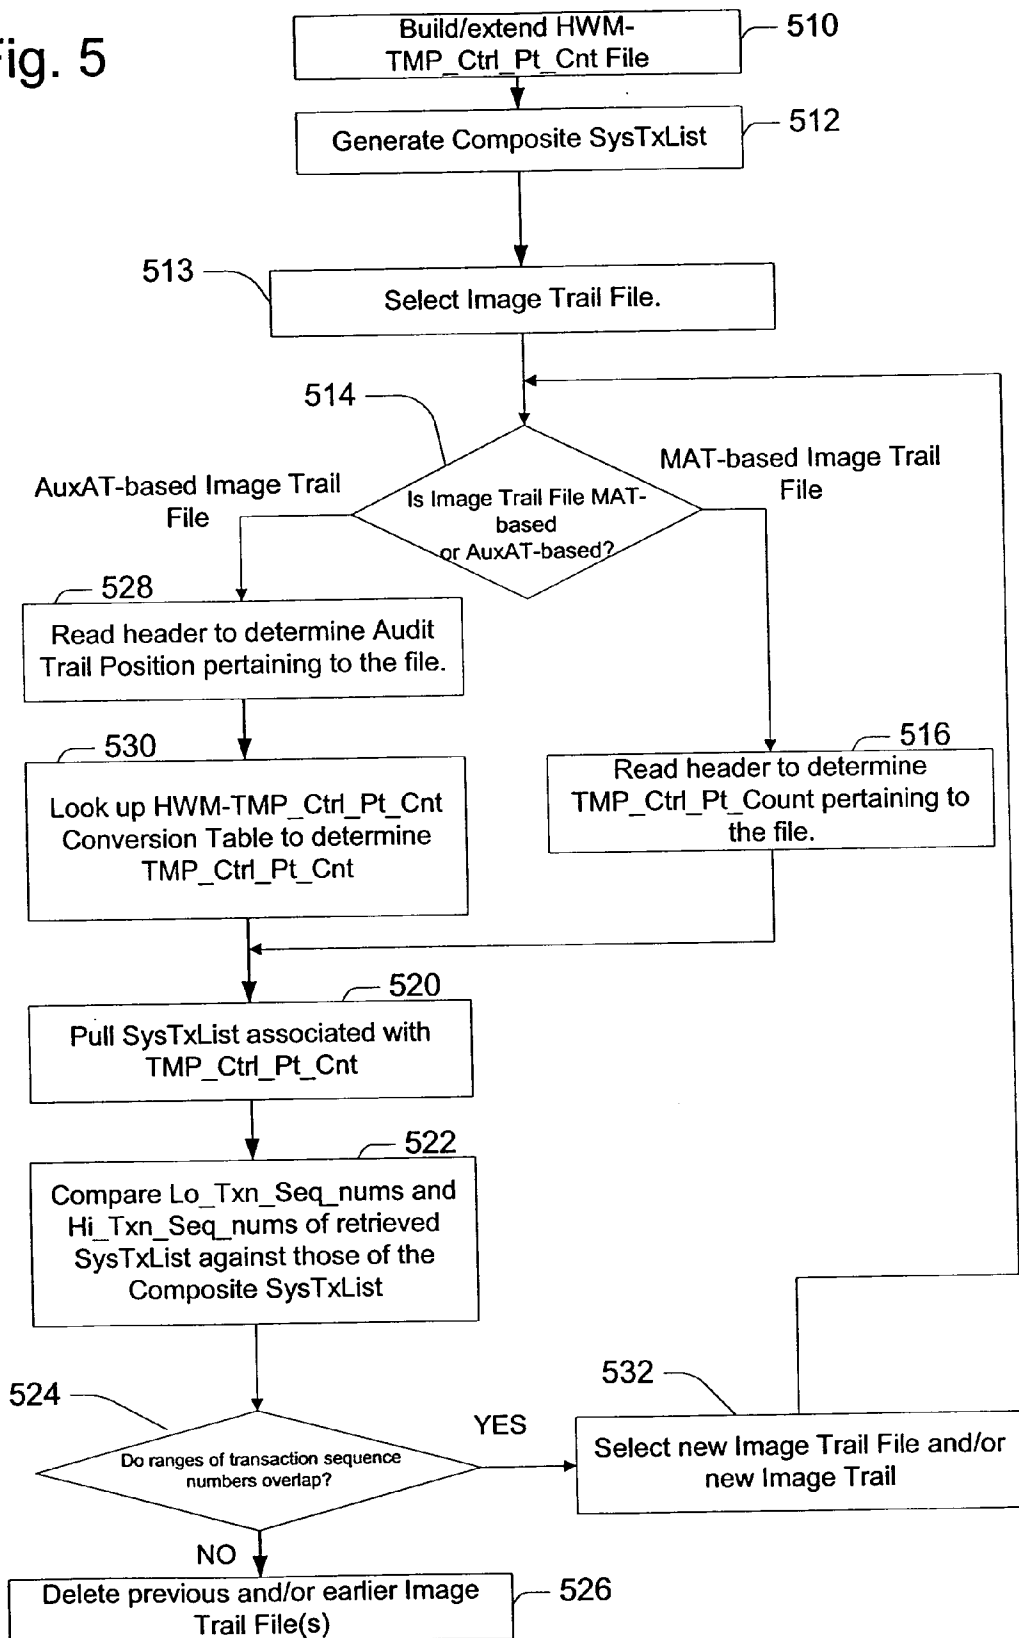 ig. 5
Build/extend HWM-
TMP_Ctrl_Pt_Cnt File
510
Generate Composite SysTxList
512
513
Select Image Trail File.
514
AuxAT-based Image Trail
File
MAT-based Image Trail
File
Is Image Trail File MAT-
based
or AuxAT-based?
528
Read header to determine Audit
Trail Position pertaining to the file.
530
Look up HWM-TMP_Ctrl_Pt_Cnt
Conversion Table to determine
TMP_Ctrl_Pt_Cnt
516
Read header to determine
TMP_Ctrl_Pt_Count pertaining to
the file.
520
Pull SysTxList associated with
TMP_Ctrl_Pt_Cnt
522
Compare Lo_Txn_Seq_nums and
Hi_Txn_Seq_nums of retrieved
SysTxList against those of the
Composite SysTxList
524
Do ranges of transaction sequence
numbers overlap?
YES
532
Select new Image Trail File and/or
new Image Trail
NO
Delete previous and/or earlier Image
Trail File(s)
526